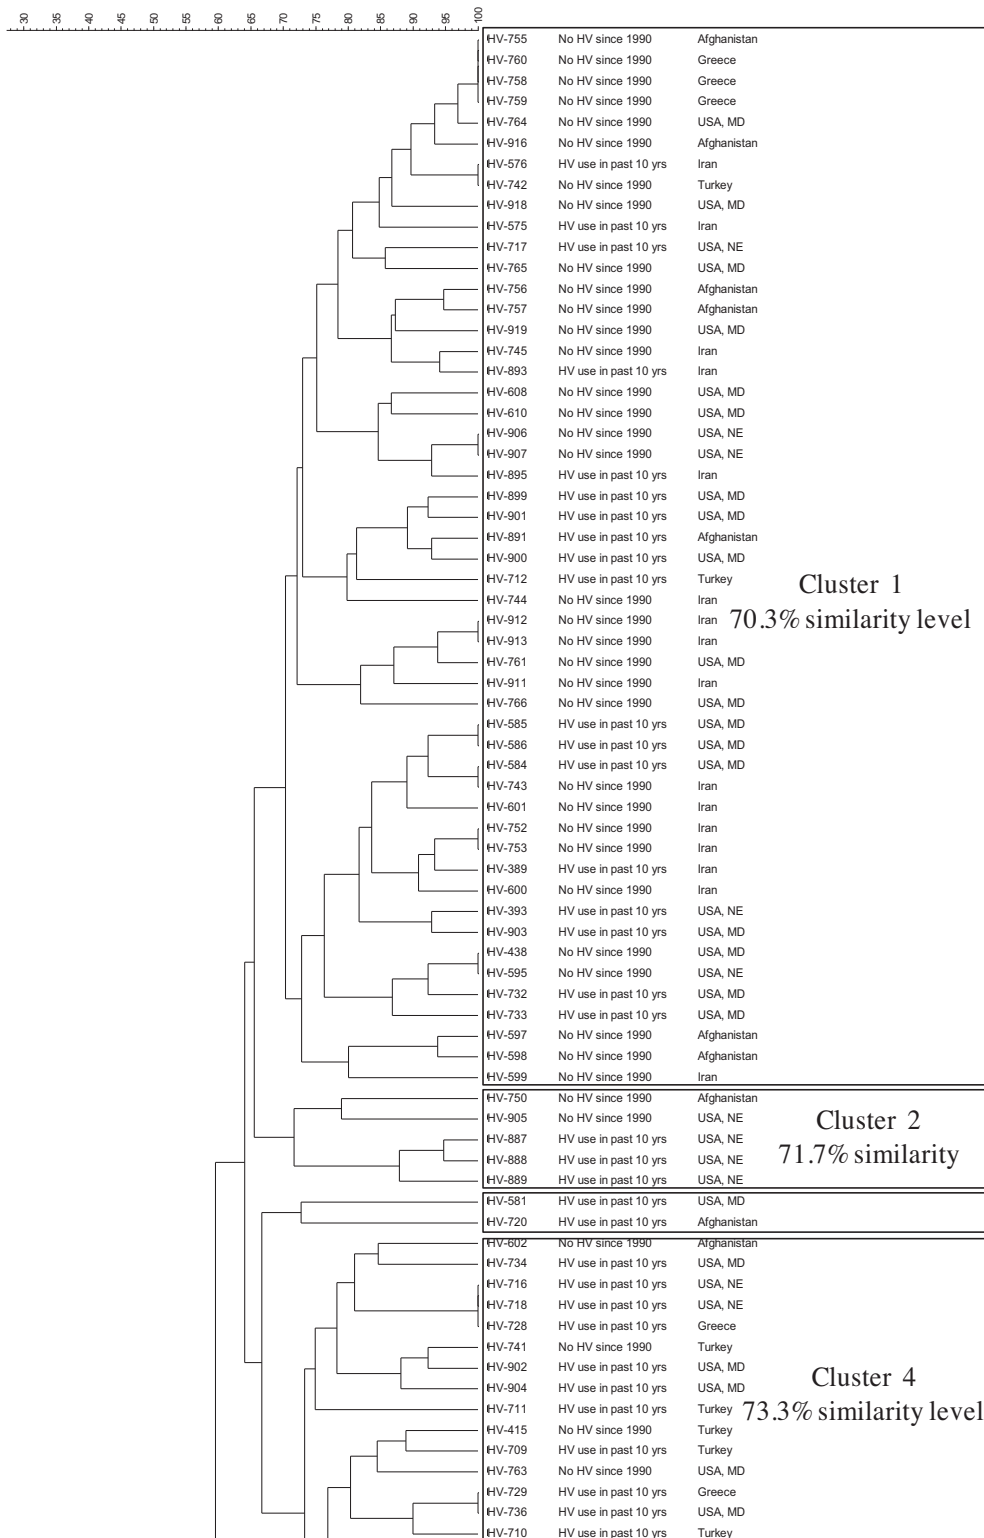 30 35 40 45 50 55 60 65 70 75 80 85 90 95 100
HV-755 No HV since 1990 Afghanistan
HV-760 No HV since 1990 Greece
HV-758 No HV since 1990 Greece
HV-759 No HV since 1990 Greece
HV-764 No HV since 1990 USA, MD
HV-916 No HV since 1990 Afghanistan
HV-576 HV use in past 10 yrs Iran
HV-742 No HV since 1990 Turkey
HV-918 No HV since 1990 USA, MD
HV-575 HV use in past 10 yrs Iran
HV-717 HV use in past 10 yrs USA, NE
HV-765 No HV since 1990 USA, MD
HV-756 No HV since 1990 Afghanistan
HV-757 No HV since 1990 Afghanistan
HV-919 No HV since 1990 USA, MD
HV-745 No HV since 1990 Iran
HV-893 HV use in past 10 yrs Iran
HV-608 No HV since 1990 USA, MD
HV-610 No HV since 1990 USA, MD
HV-906 No HV since 1990 USA, NE
HV-907 No HV since 1990 USA, NE
HV-895 HV use in past 10 yrs Iran
HV-899 HV use in past 10 yrs USA, MD
HV-901 HV use in past 10 yrs USA, MD
HV-891 HV use in past 10 yrs Afghanistan
HV-900 HV use in past 10 yrs USA, MD
HV-712 HV use in past 10 yrs Turkey
Cluster 1
HV-744 No HV since 1990 Iran
HV-912 No HV since 1990 Iran
70.3% similarity level
HV-913 No HV since 1990 Iran
HV-761 No HV since 1990 USA, MD
HV-911 No HV since 1990 Iran
HV-766 No HV since 1990 USA, MD
HV-585 HV use in past 10 yrs USA, MD
HV-586 HV use in past 10 yrs USA, MD
HV-584 HV use in past 10 yrs USA, MD
HV-743 No HV since 1990 Iran
HV-601 No HV since 1990 Iran
HV-752 No HV since 1990 Iran
HV-753 No HV since 1990 Iran
HV-389 HV use in past 10 yrs Iran
HV-600 No HV since 1990 Iran
HV-393 HV use in past 10 yrs USA, NE
HV-903 HV use in past 10 yrs USA, MD
HV-438 No HV since 1990 USA, MD
HV-595 No HV since 1990 USA, NE
HV-732 HV use in past 10 yrs USA, MD
HV-733 HV use in past 10 yrs USA, MD
HV-597 No HV since 1990 Afghanistan
HV-598 No HV since 1990 Afghanistan
HV-599 No HV since 1990 Iran
HV-750 No HV since 1990 Afghanistan
HV-905 No HV since 1990 USA, NE
Cluster 2
HV-887 HV use in past 10 yrs USA, NE
HV-888 HV use in past 10 yrs USA, NE
71.7% similarity
HV-889 HV use in past 10 yrs USA, NE
HV-581 HV use in past 10 yrs USA, MD
HV-720 HV use in past 10 yrs Afghanistan
HV-602 No HV since 1990 Afghanistan
HV-734 HV use in past 10 yrs USA, MD
HV-716 HV use in past 10 yrs USA, NE
HV-718 HV use in past 10 yrs USA, NE
HV-728 HV use in past 10 yrs Greece
HV-741 No HV since 1990 Turkey
HV-902 HV use in past 10 yrs USA, MD
Cluster 4
HV-904 HV use in past 10 yrs USA, MD
HV-711 HV use in past 10 yrs Turkey
73.3% similarity level
HV-415 No HV since 1990 Turkey
HV-709 HV use in past 10 yrs Turkey
HV-763 No HV since 1990 USA, MD
HV-729 HV use in past 10 yrs Greece
HV-736 HV use in past 10 yrs USA, MD
HV-710 HV use in past 10 yrs Turkey